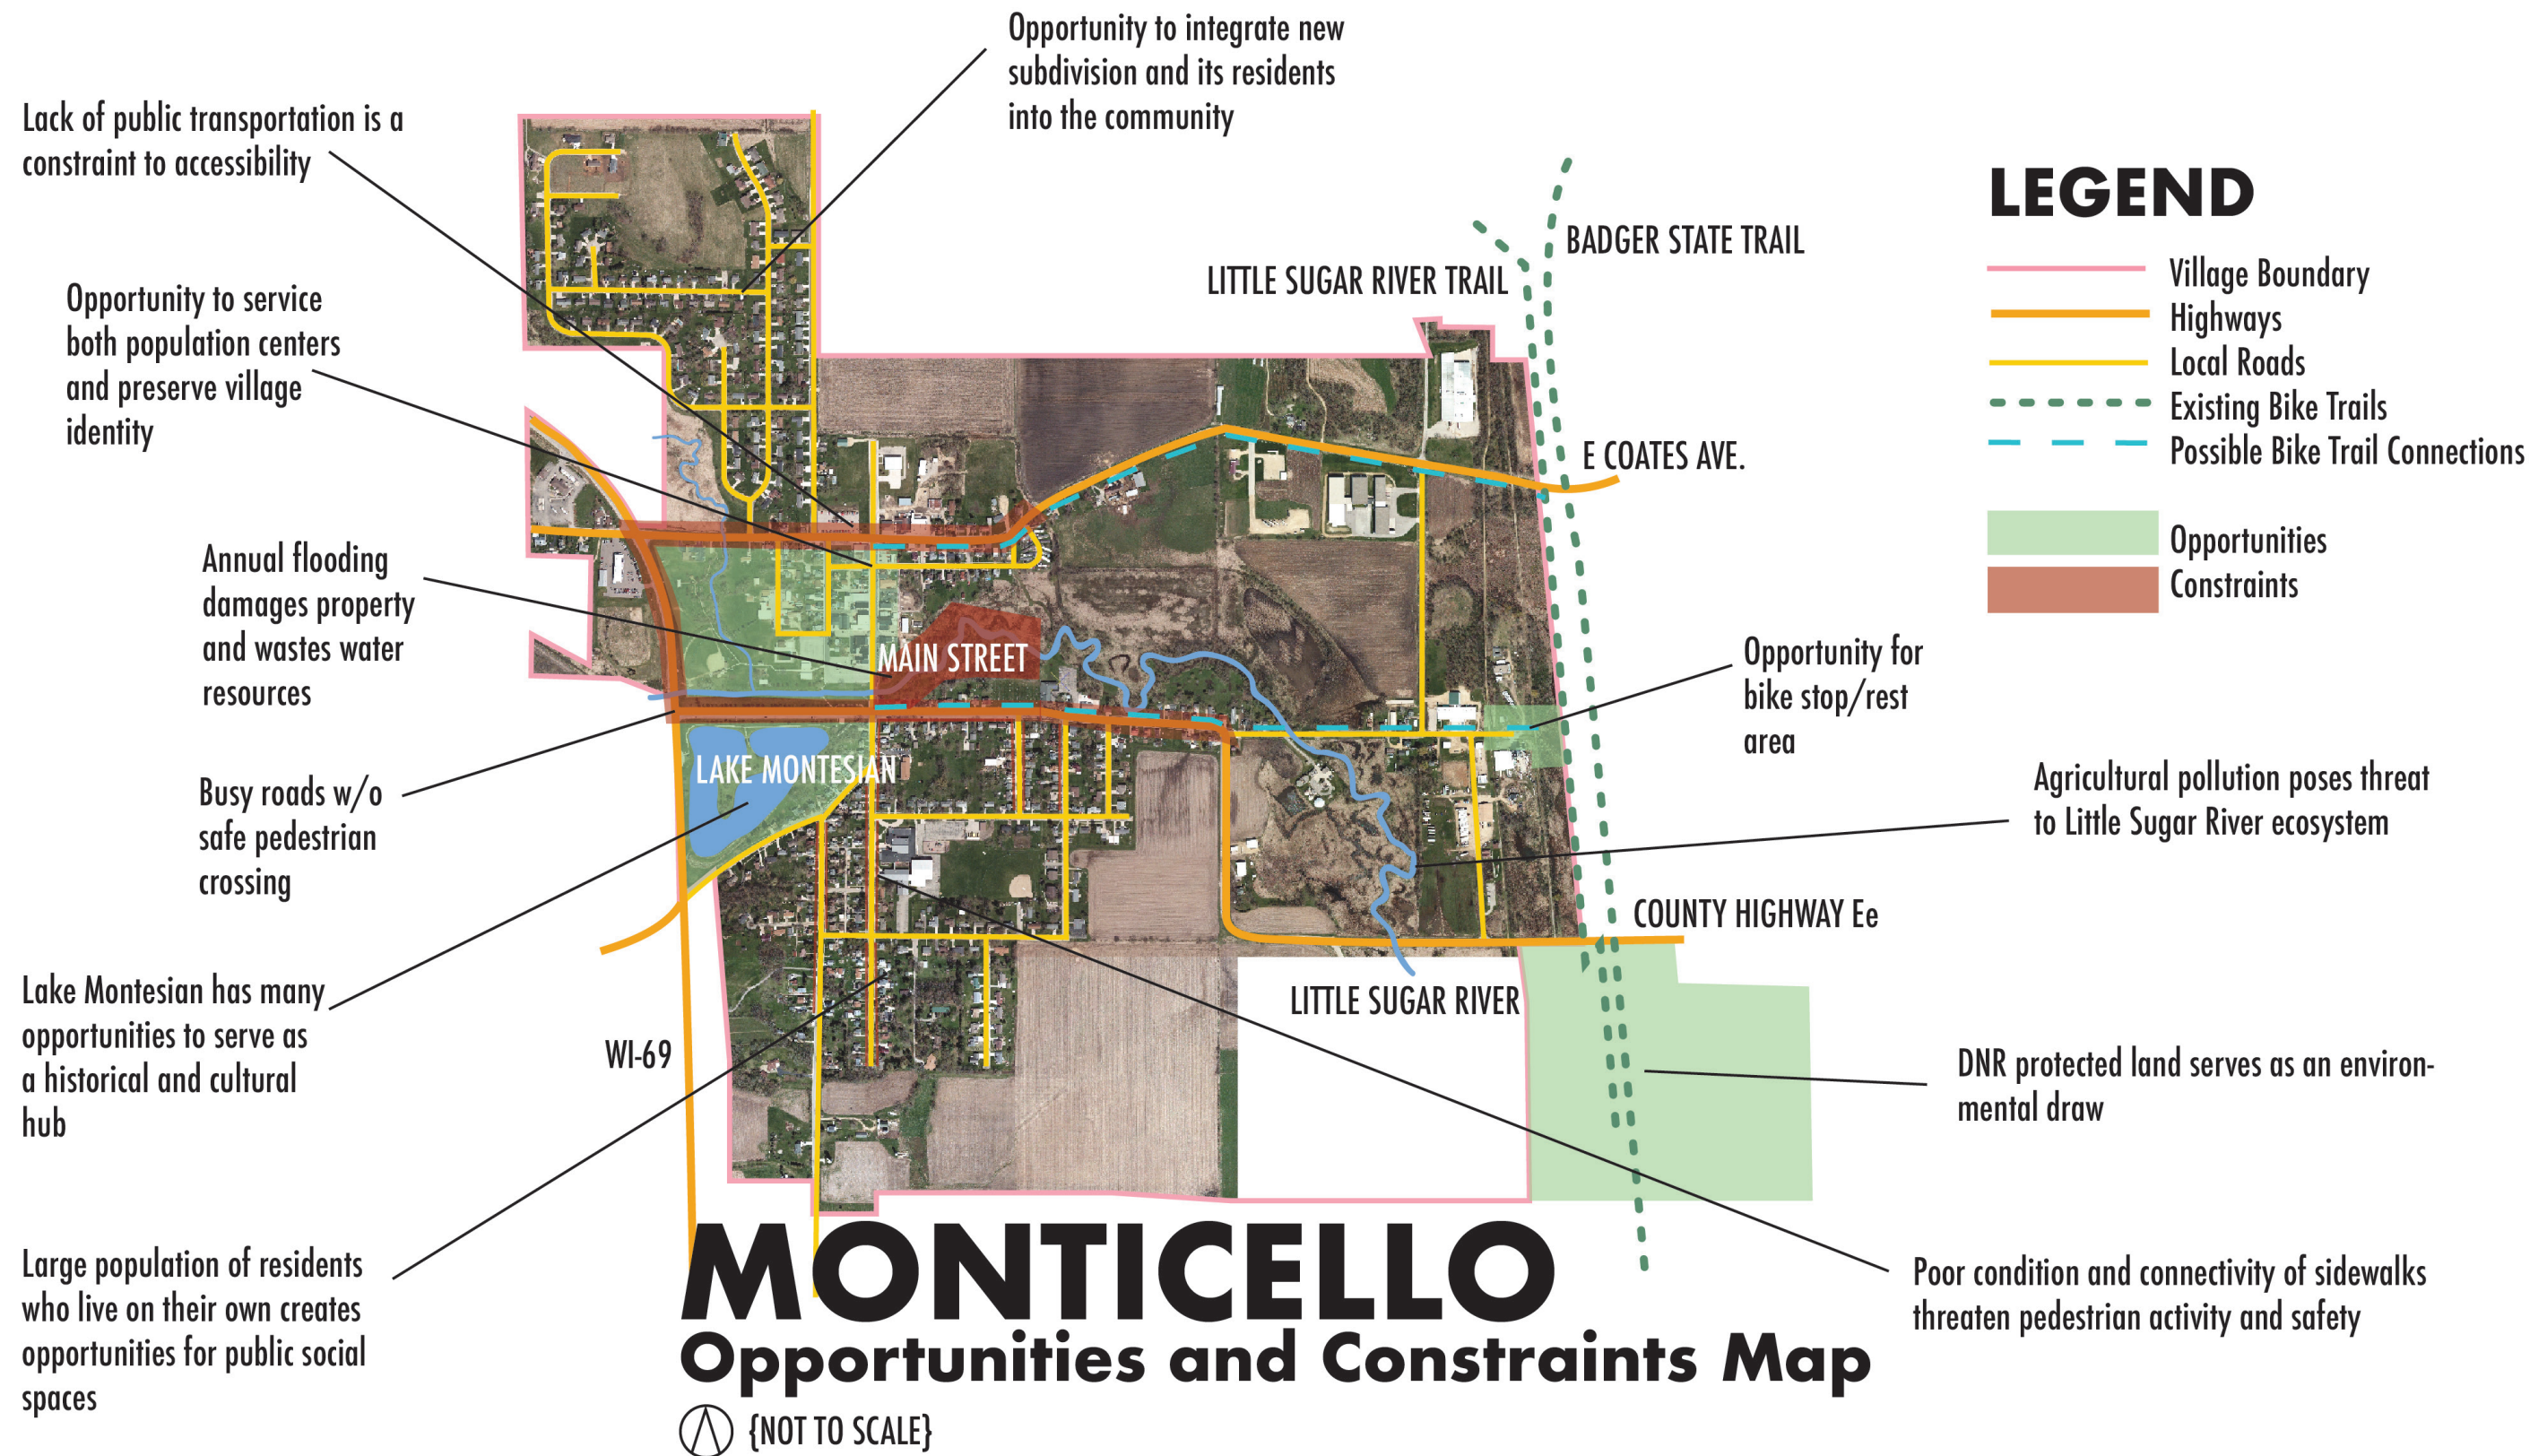 Opportunity to integrate new
subdivision and its residents
into the community
Lack of public transportation is a
constraint to accessibility
Opportunity to service
both population centers
and preserve village
identity
Annual flooding
damages property
and wastes water
resources
Busy roads w/o
safe pedestrian
crossing
Lake Montesian has many
opportunities to serve as
a historical and cultural
hub
Large population of residents
who live on their own creates
opportunities for public social
spaces
BADGER STATE TRAIL
LITTLE SUGAR RIVER TRAIL
E COATES AVE.
MAIN STREET
LAKE MONTESIAN
WI-69
LITTLE SUGAR RIVER
COUNTY HIGHWAY Ee
LEGEND
Village Boundary
Highways
Local Roads
Existing Bike Trails
Possible Bike Trail Connections
Opportunities
Constraints
Opportunity for
bike stop/rest
area
Agricultural pollution poses threat
to Little Sugar River ecosystem
DNR protected land serves as an environ-
mental draw
Poor condition and connectivity of sidewalks
threaten pedestrian activity and safety
MONTICELLO
Opportunities and Constraints Map
{NOT TO SCALE}